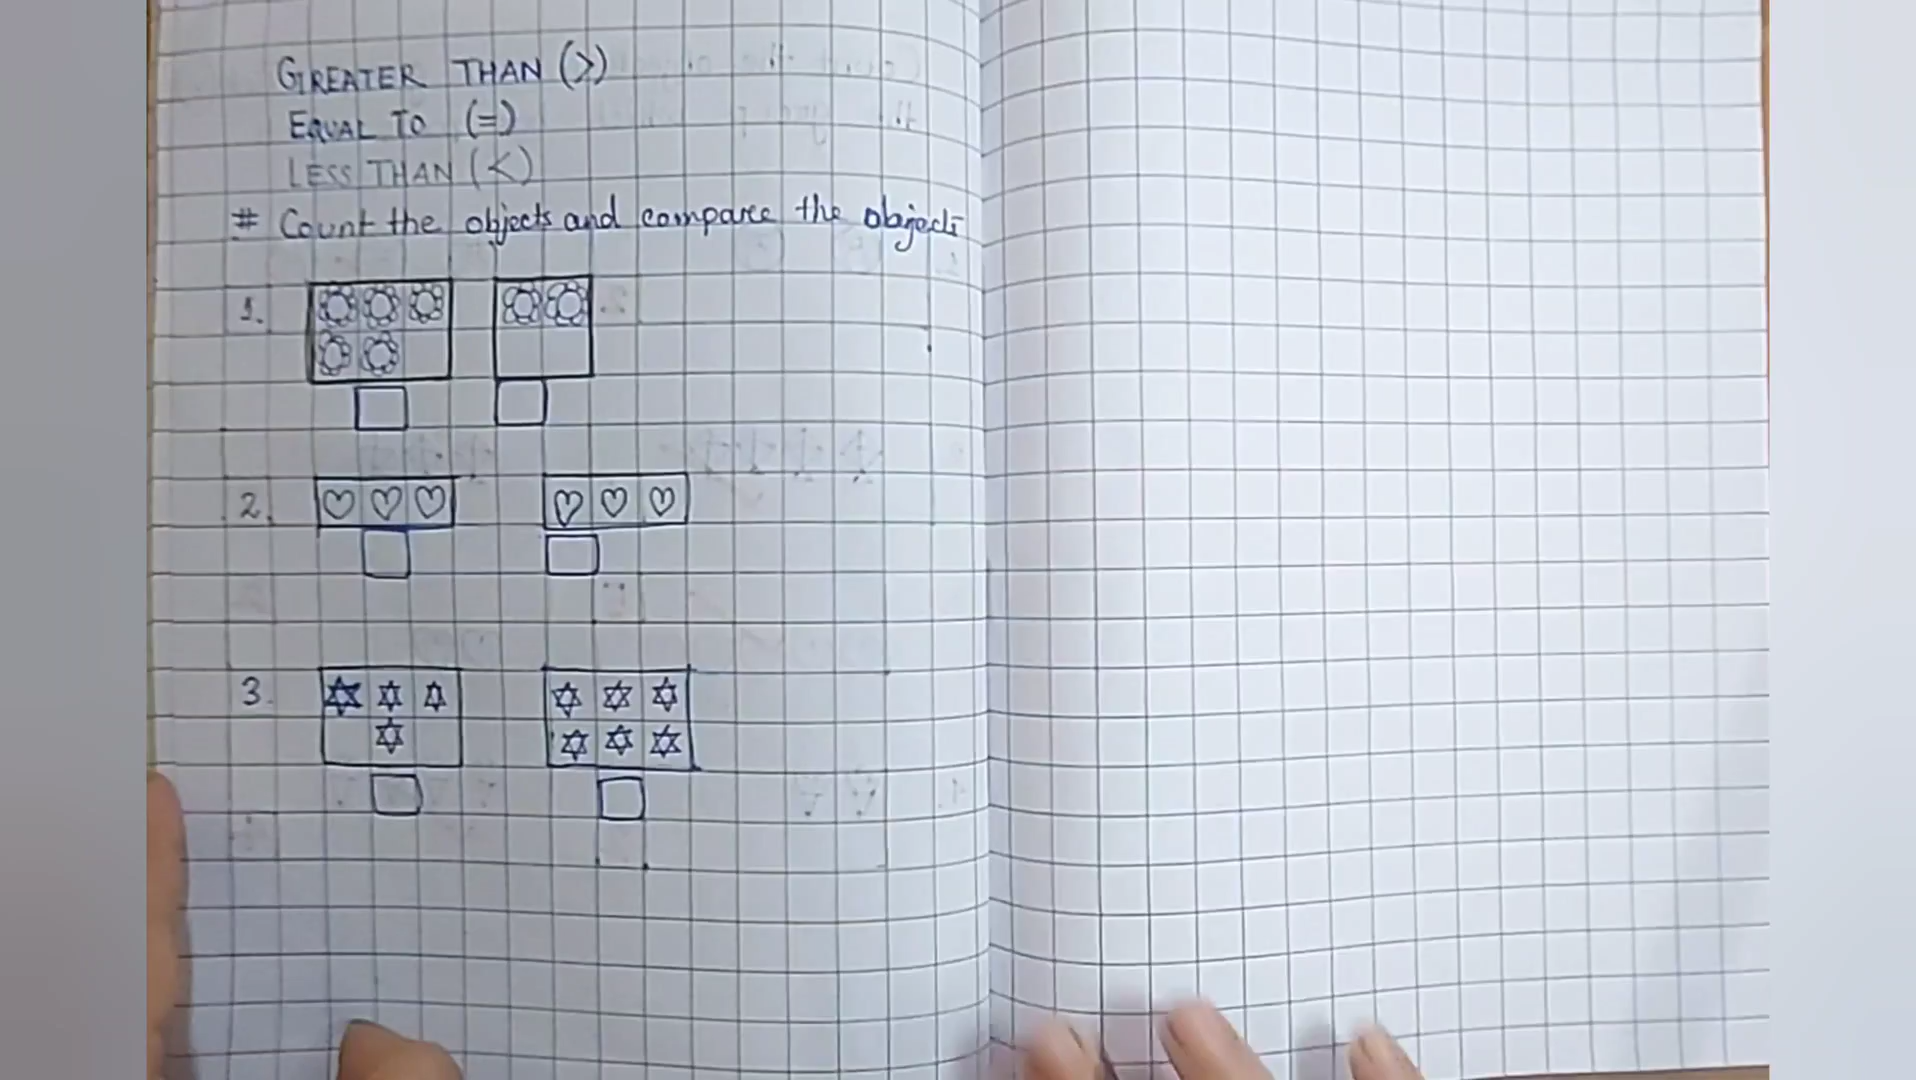 GREATER THAN (>)
EQUAL TO (=)
LESS THAN (<)
# Count the objects and compare the objects
1.
2.
3.